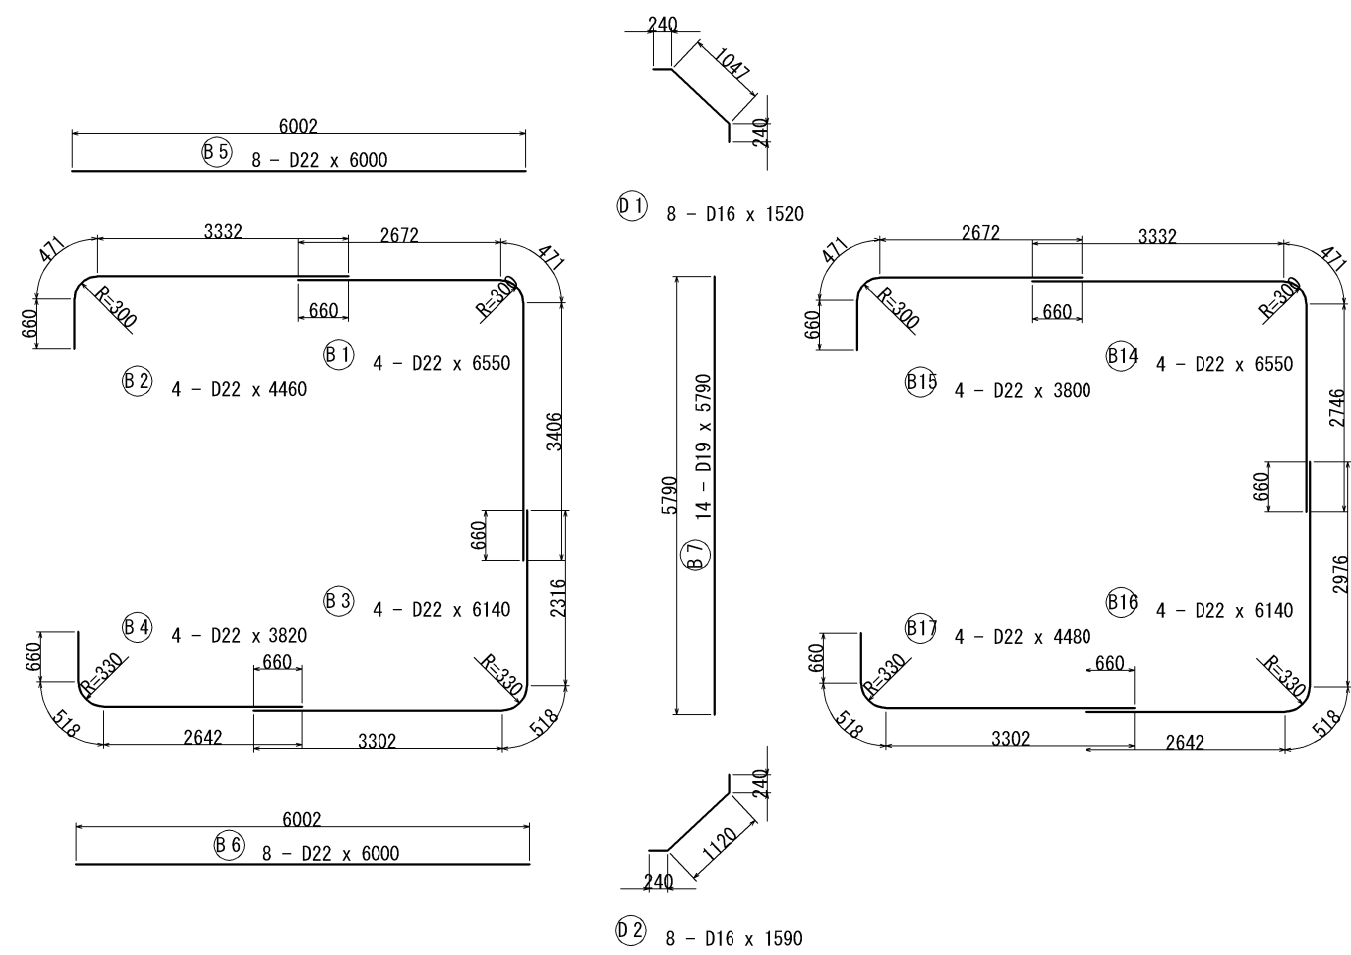 240
1047
240
D1 8 - D16 x 1520
6002
B5 8 - D22 x 6000
471
3332
2672
471
660
R=300
660
R=300
B1 4 - D22 x 6550
B2 4 - D22 x 4460
3406
660
2316
B3 4 - D22 x 6140
B4 4 - D22 x 3820
660
R=330
660
R=330
518
2642
3302
518
6002
B6 8 - D22 x 6000
5790
B7 14 - D19 x 5790
240
1120
240
D2 8 - D16 x 1590
471
2672
3332
471
660
R=300
660
R=300
B14 4 - D22 x 6550
B15 4 - D22 x 3800
2746
660
2976
B16 4 - D22 x 6140
B17 4 - D22 x 4480
660
R=330
660
R=330
518
3302
2642
518